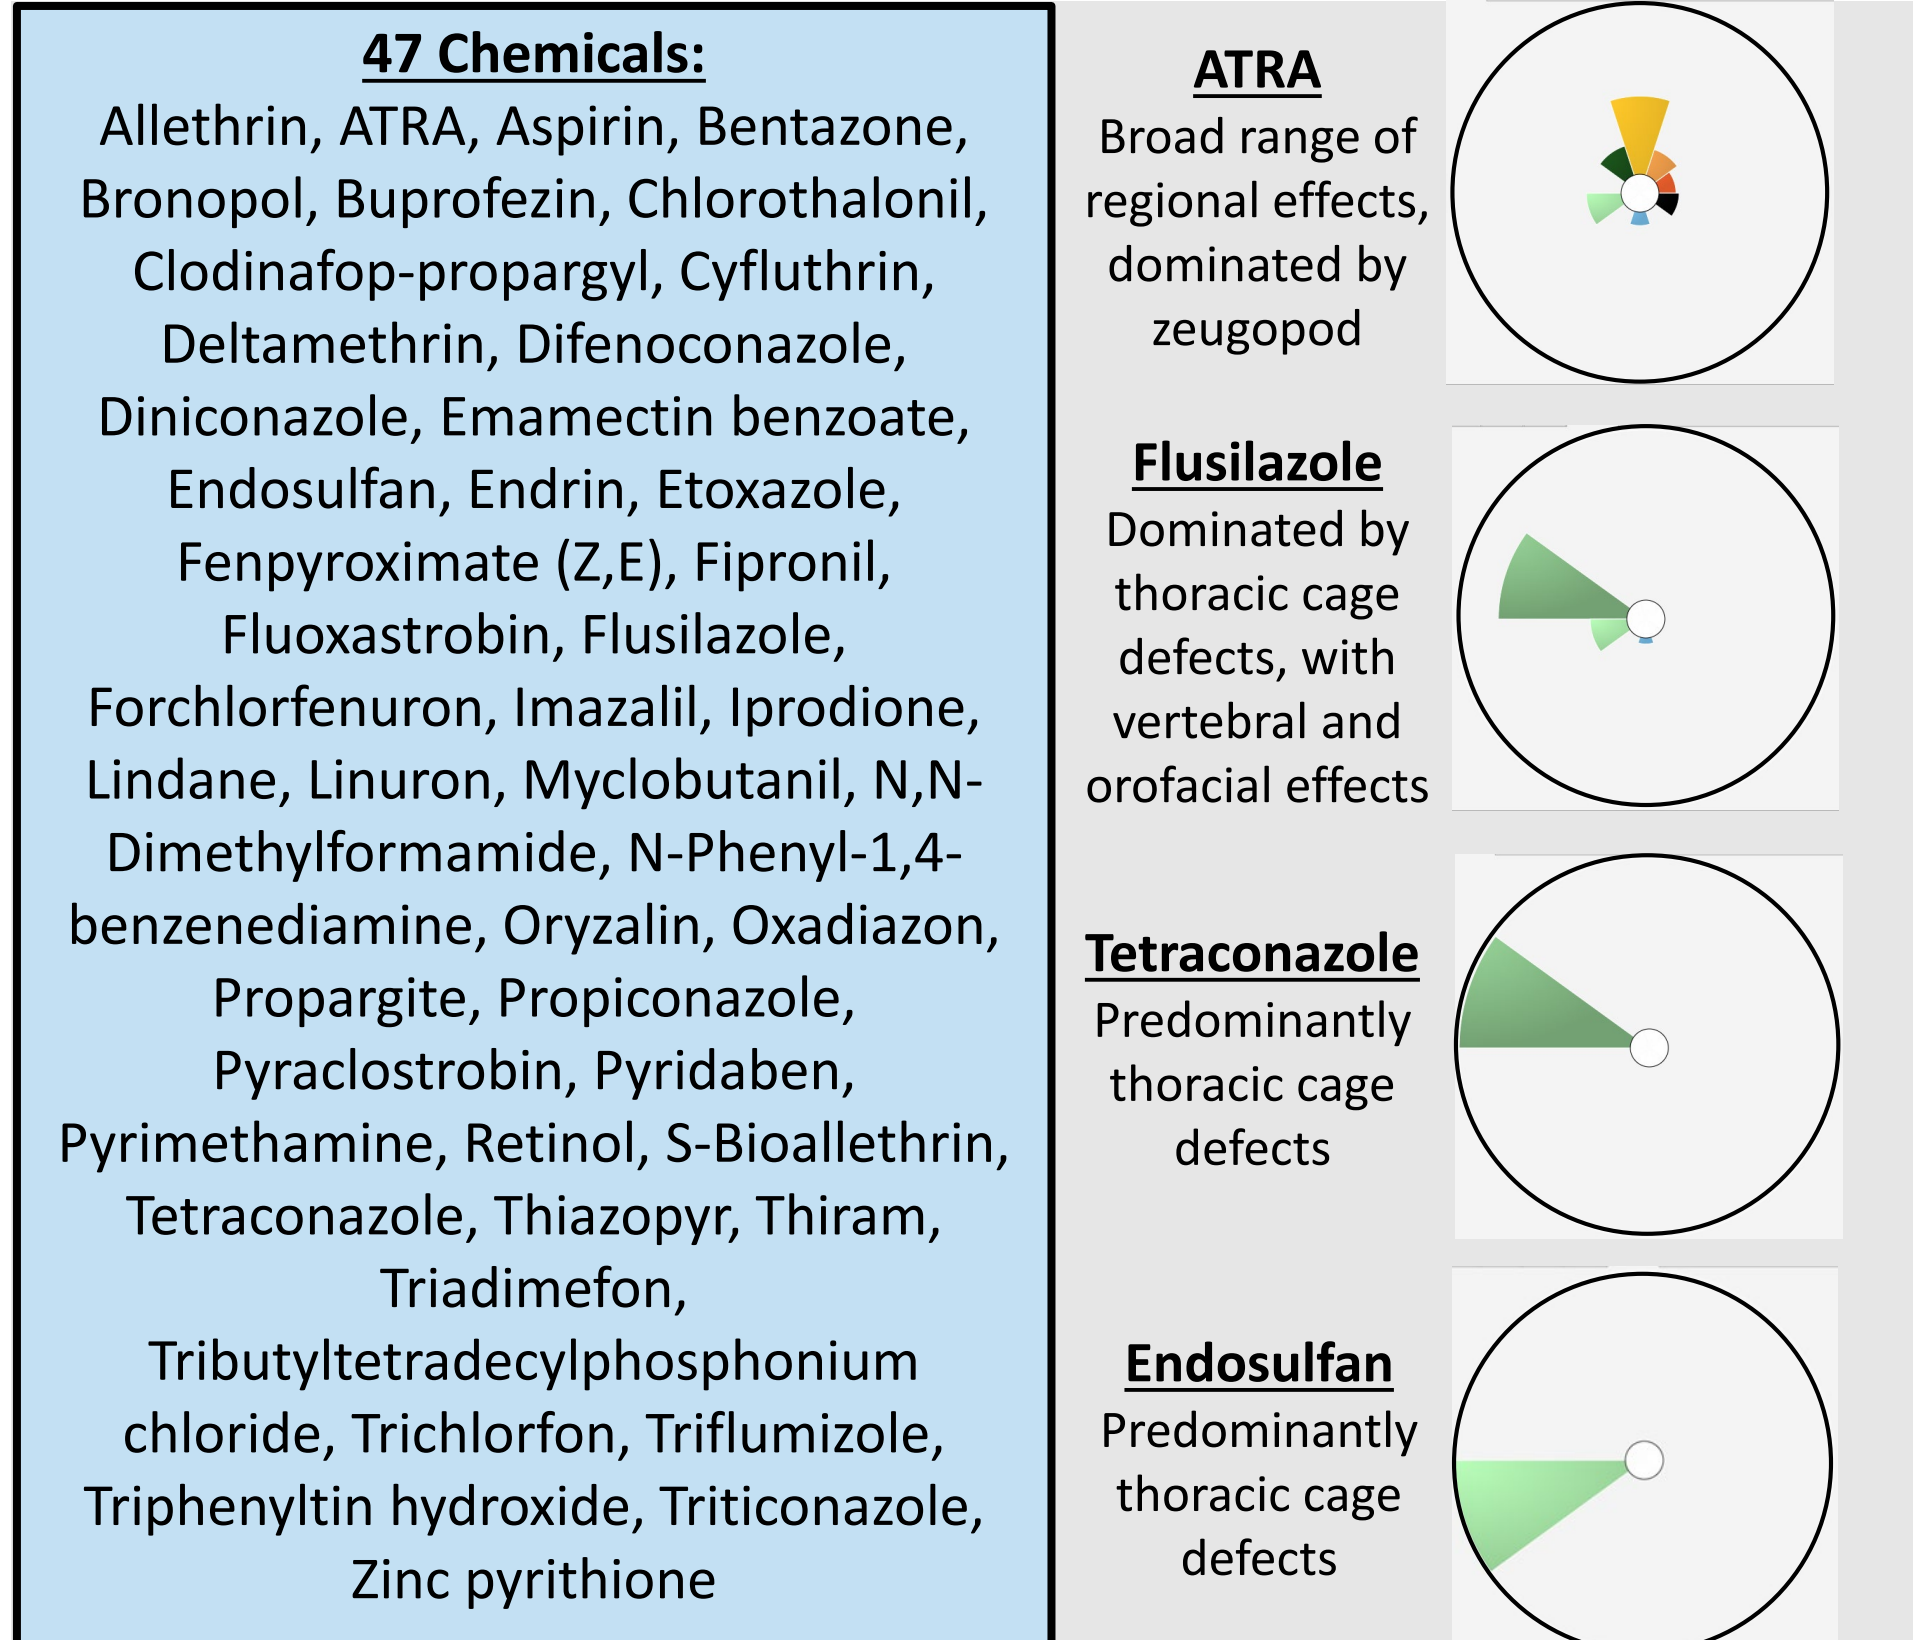 47 Chemicals:
Allethrin, ATRA, Aspirin, Bentazone,
Bronopol, Buprofezin, Chlorothalonil,
Clodinafop-propargyl, Cyfluthrin,
Deltamethrin, Difenoconazole,
Diniconazole, Emamectin benzoate,
Endosulfan, Endrin, Etoxazole,
Fenpyroximate (Z,E), Fipronil,
Fluoxastrobin, Flusilazole,
Forchlorfenuron, Imazalil, Iprodione,
Lindane, Linuron, Myclobutanil, N,N-
Dimethylformamide, N-Phenyl-1,4-
benzenediamine, Oryzalin, Oxadiazon,
Propargite, Propiconazole,
Pyraclostrobin, Pyridaben,
Pyrimethamine, Retinol, S-Bioallethrin,
Tetraconazole, Thiazopyr, Thiram,
Triadimefon,
Tributyltetradecylphosphonium
chloride, Trichlorfon, Triflumizole,
Triphenyltin hydroxide, Triticonazole,
Zinc pyrithione
ATRA
Broad range of
regional effects,
dominated by
zeugopod
Flusilazole
Dominated by
thoracic cage
defects, with
vertebral and
orofacial effects
Tetraconazole
Predominantly
thoracic cage
defects
Endosulfan
Predominantly
thoracic cage
defects